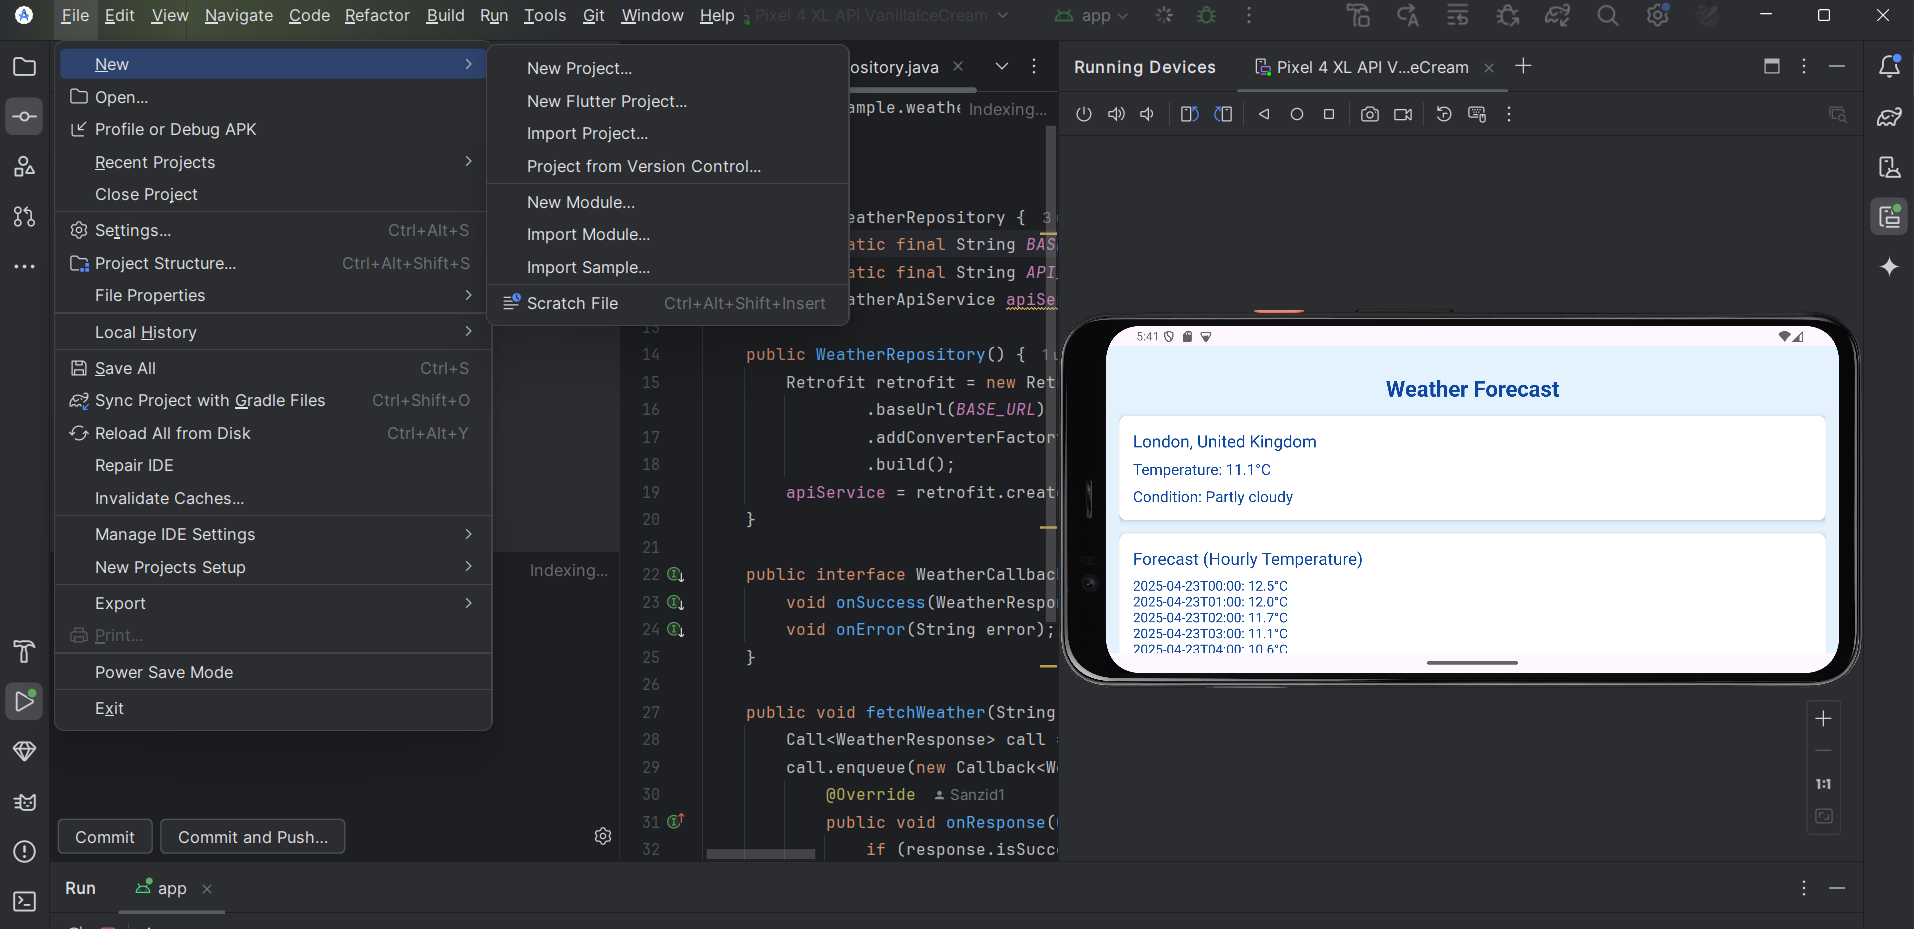 File Edit View Navigate Code Refactor Build Run Tools Git Window Help Pixel 4 XL API VanillaIceCream app
New
Open...
Profile or Debug APK
Recent Projects
Close Project
Settings... Ctrl+Alt+S
Project Structure... Ctrl+Alt+Shift+S
File Properties
Local History
Save All Ctrl+S
Sync Project with Gradle Files Ctrl+Shift+O
Reload All from Disk Ctrl+Alt+Y
Repair IDE
Invalidate Caches...
Manage IDE Settings
New Projects Setup
Export
Print...
Power Save Mode
Exit
New Project...
New Flutter Project...
Import Project...
Project from Version Control...
New Module...
Import Module...
Import Sample...
Scratch File Ctrl+Alt+Shift+Insert
Indexing...
Commit
Commit and Push...
ository.java
ample.weathe Indexing...
eatherRepository { 3
atic final String BAS
atic final String API_
atherApiService apiSe
13
14 public WeatherRepository() { 1
15 Retrofit retrofit = new Ret
16 .baseUrl(BASE_URL)
17 .addConverterFactor
18 .build();
19 apiService = retrofit.create
20 }
21
22 public interface WeatherCallbac
23 void onSuccess(WeatherRespo
24 void onError(String error);
25 }
26
27 public void fetchWeather(String
28 Call<WeatherResponse> call =
29 call.enqueue(new Callback<We
30 @Override Sanzid1
31 public void onResponse(
32 if (response.isSucce
Running Devices Pixel 4 XL API V...eCream
5:41
Weather Forecast
London, United Kingdom
Temperature: 11.1°C
Condition: Partly cloudy
Forecast (Hourly Temperature)
2025-04-23T00:00: 12.5°C
2025-04-23T01:00: 12.0°C
2025-04-23T02:00: 11.7°C
2025-04-23T03:00: 11.1°C
2025-04-23T04:00: 10.6°C
1:1
Run app